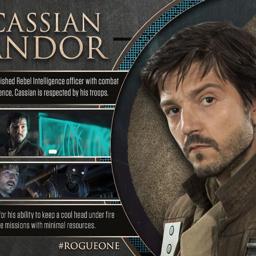 CASSIAN
ANDOR
ished Rebel Intelligence officer with combat
ence, Cassian is respected by his troops.
for his ability to keep a cool head under fire
e missions with minimal resources.
#ROGUEONE